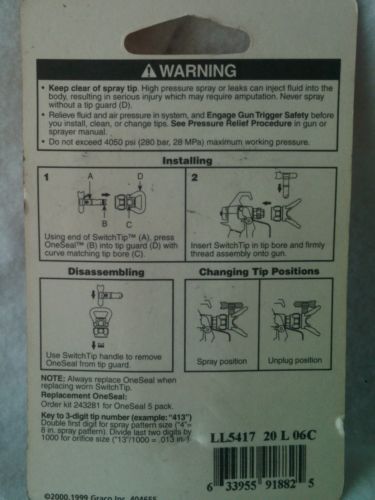 WARNING
• Keep clear of spray tip. High pressure spray or leaks can inject fluid into the
body, resulting in serious injury which may require amputation. Never spray
without a tip guard (D).
• Relieve fluid and air pressure in system, and Engage Gun Trigger Safety before
you install, clean, or change tips. See Pressure Relief Procedure in gun or
sprayer manual.
• Do not exceed 4050 psi (280 bar, 28 MPa) maximum working pressure.
Installing
1
A
D
B
C
Using end of SwitchTip™ (A), press
OneSeal™ (B) into tip guard (D) with
curve matching tip bore (C).
2
Insert SwitchTip in tip bore and firmly
thread assembly onto gun.
Disassembling
Use SwitchTip handle to remove
OneSeal from tip guard.
Changing Tip Positions
Spray position
Unplug position
NOTE: Always replace OneSeal when
replacing worn SwitchTip.
Replacement OneSeal:
Order kit 243281 for OneSeal 5 pack.
Key to 3-digit tip number (example: "413")
Double first digit for spray pattern size ("4"=
8 in. spray pattern). Divide last two digits by
1000 for orifice size ("13"/1000 = .013 in.)
LL5417 20 L 06C
6 33955 91882 5
©2000,1999 Graco Inc. 404655